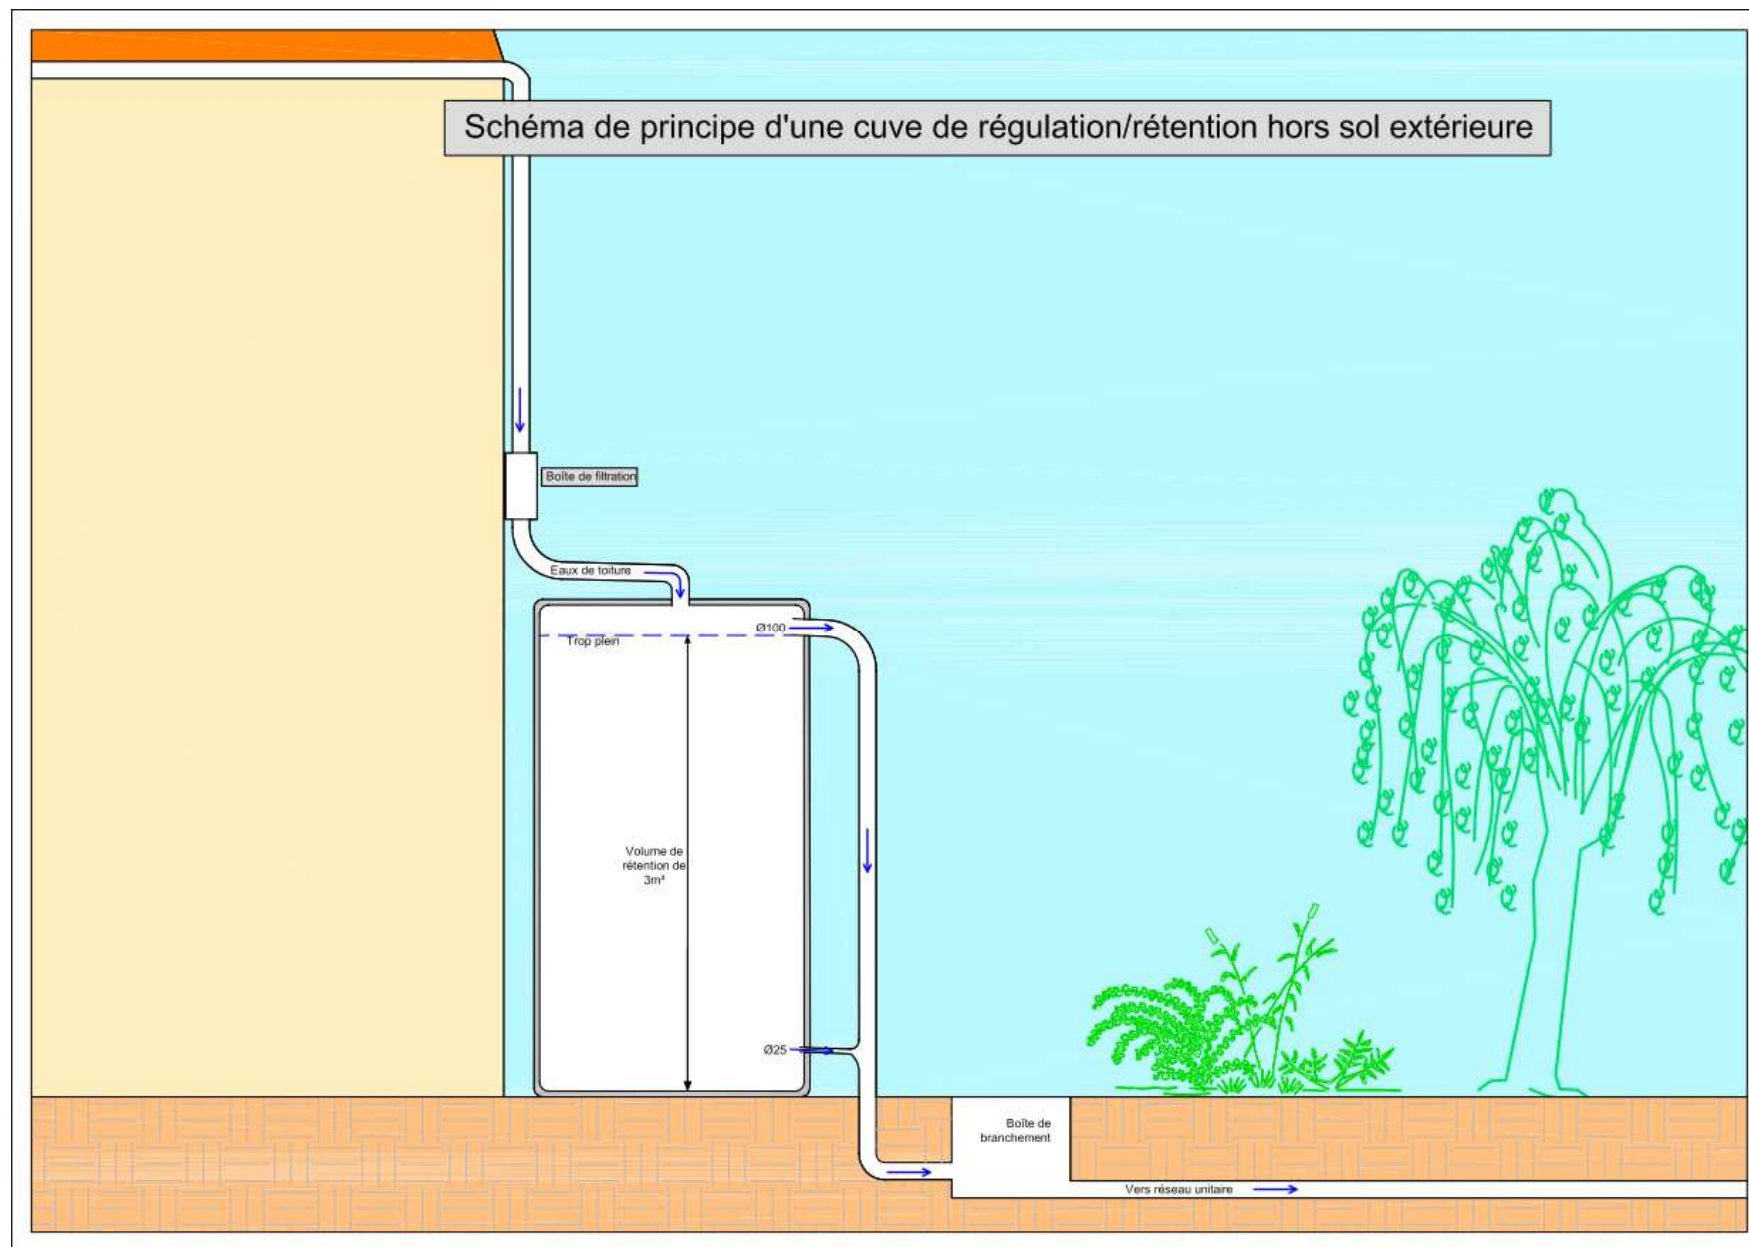 Schéma de principe d'une cuve de régulation/rétention hors sol extérieure
Boîte de filtration
Eaux de toiture
Ø100
Trop plein
Volume de
rétention de
3m³
Ø25
Boîte de
branchement
Vers réseau unitaire